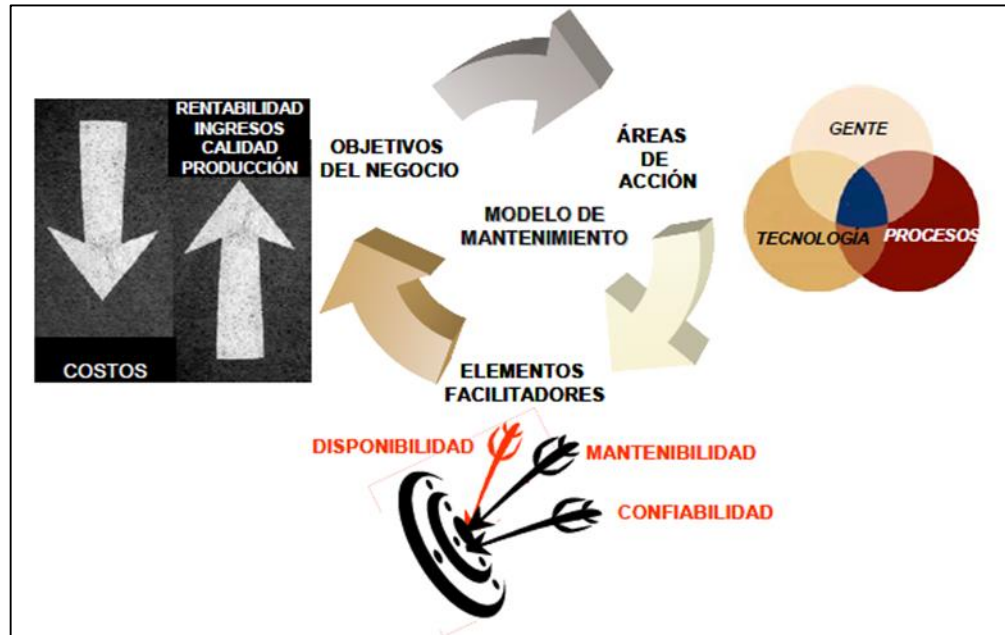 RENTABILIDAD
INGRESOS
CALIDAD
PRODUCCIÓN
COSTOS
OBJETIVOS
DEL NEGOCIO
ÁREAS
DE
ACCIÓN
MODELO DE
MANTENIMIENTO
GENTE
TECNOLOGÍA
PROCESOS
ELEMENTOS
FACILITADORES
DISPONIBILIDAD
MANTENIBILIDAD
CONFIABILIDAD